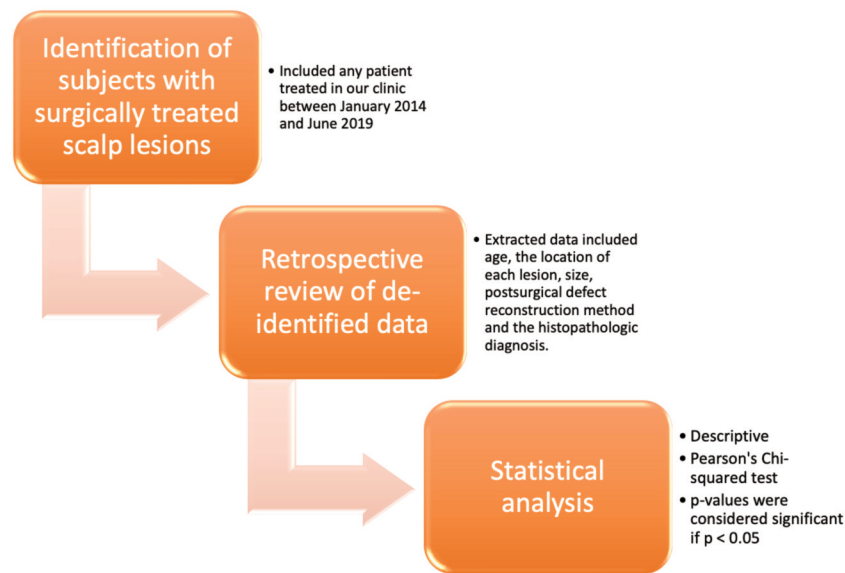 Identification of
subjects with
surgically treated
scalp lesions
• Included any patient
treated in our clinic
between January 2014
and June 2019
Retrospective
review of de-
identified data
• Extracted data included
age, the location of
each lesion, size,
postsurgical defect
reconstruction method
and the histopathologic
diagnosis.
Statistical
analysis
• Descriptive
• Pearson's Chi-
squared test
• p-values were
considered significant
if p < 0.05